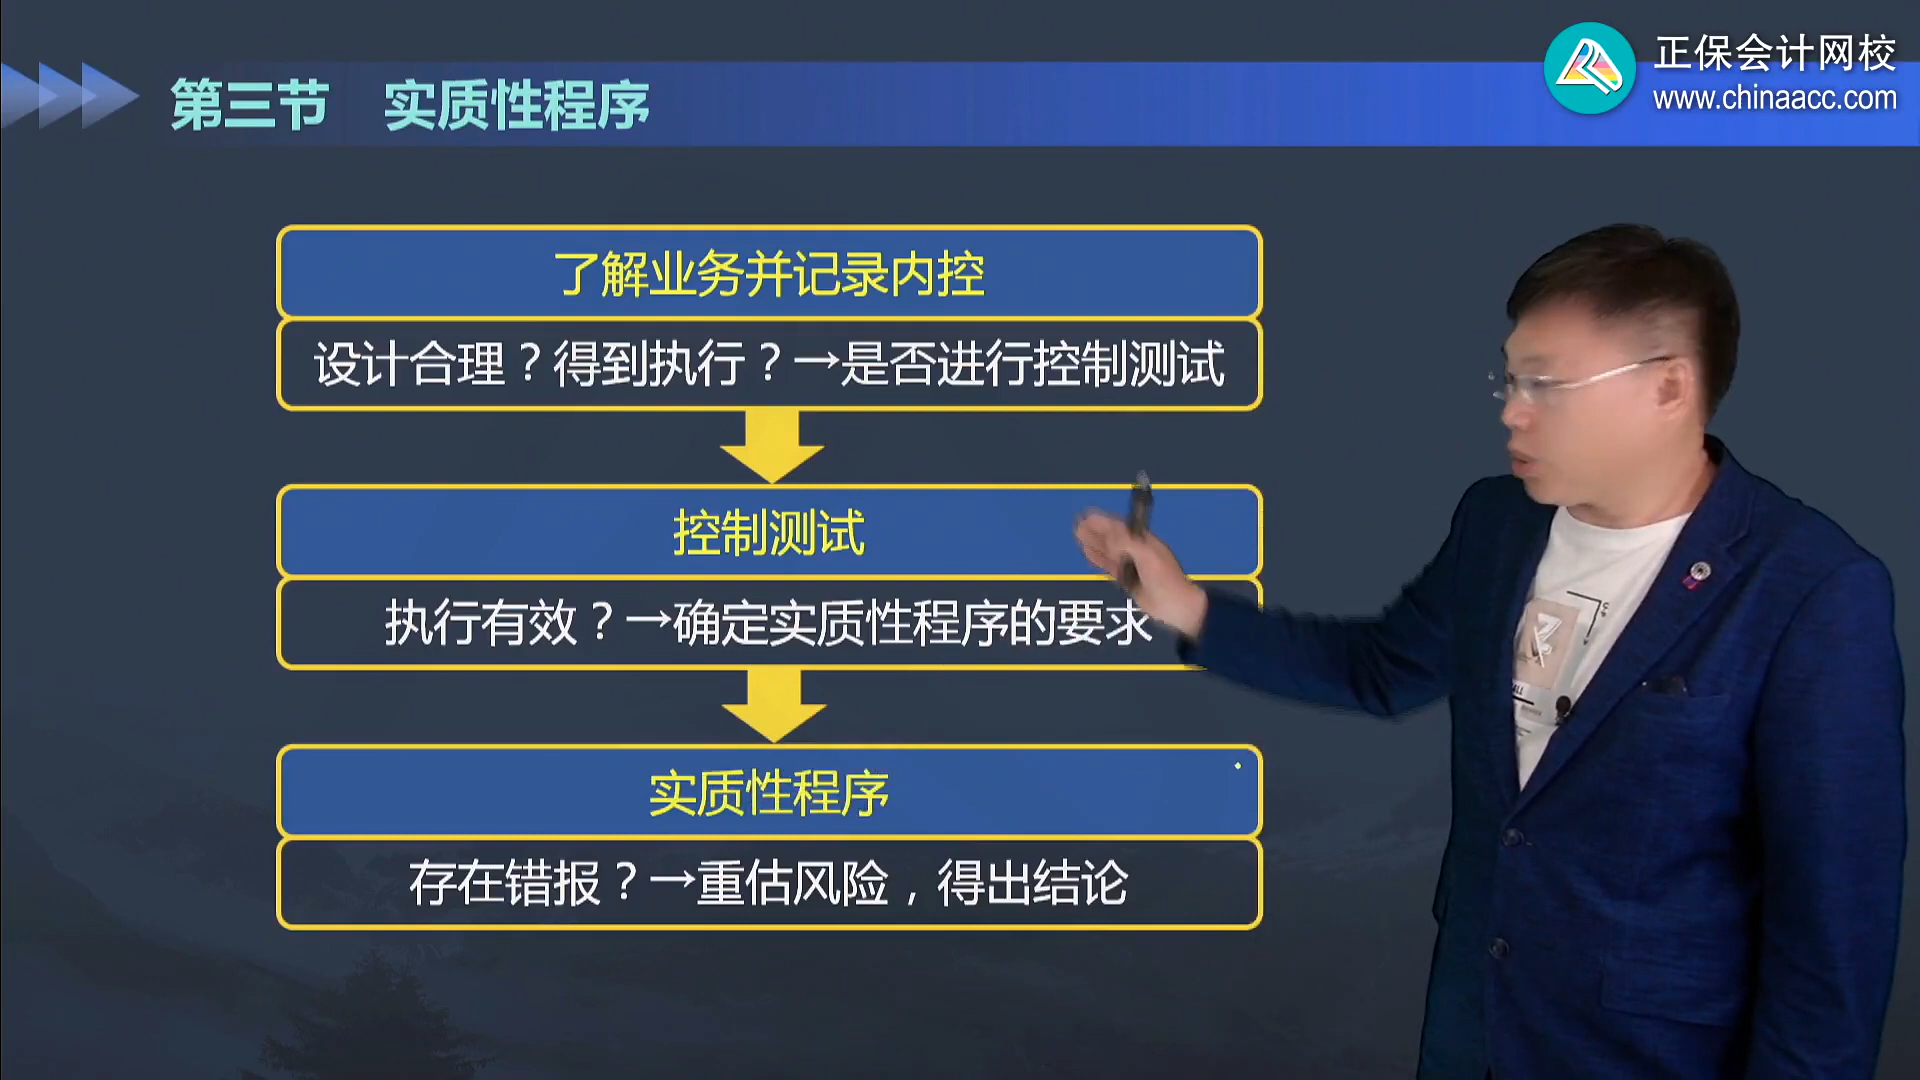 正保会计网校
www.chinaacc.com
第三节 实质性程序
了解业务并记录内控
设计合理？得到执行？→是否进行控制测试
控制测试
执行有效？→确定实质性程序的要求
实质性程序
存在错报？→重估风险，得出结论